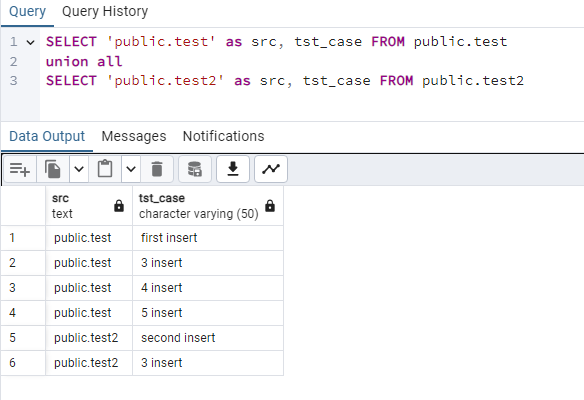 Query Query History
1 SELECT 'public.test' as src, tst_case FROM public.test
2 union all
3 SELECT 'public.test2' as src, tst_case FROM public.test2
Data Output Messages Notifications
src tst_case
text character varying (50)
1 public.test first insert
2 public.test 3 insert
3 public.test 4 insert
4 public.test 5 insert
5 public.test2 second insert
6 public.test2 3 insert